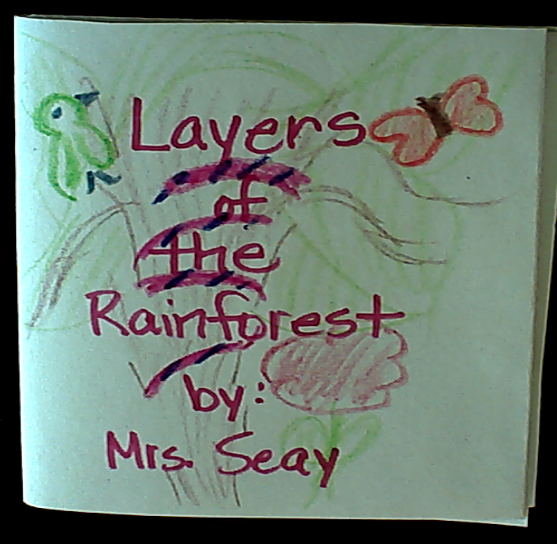 Layers
of
the
Rainforest
by:
Mrs. Seay